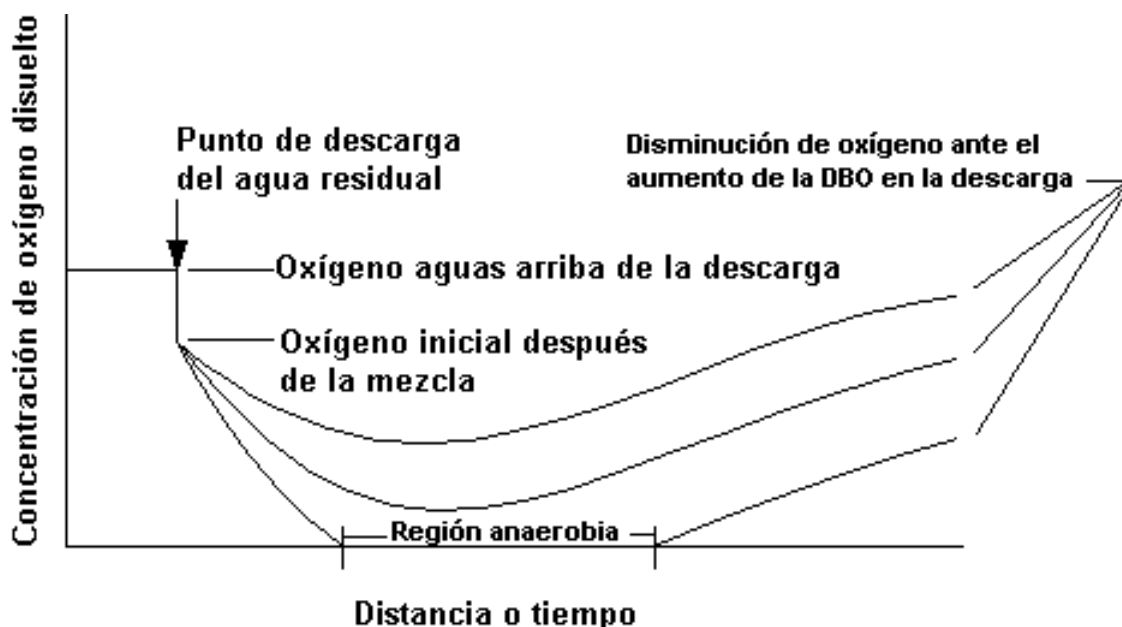 Concentración de oxígeno disuelto
Punto de descarga
del agua residual
Disminución de oxígeno ante el
aumento de la DBO en la descarga
Oxígeno aguas arriba de la descarga
Oxígeno inicial después
de la mezcla
Región anaerobia
Distancia o tiempo